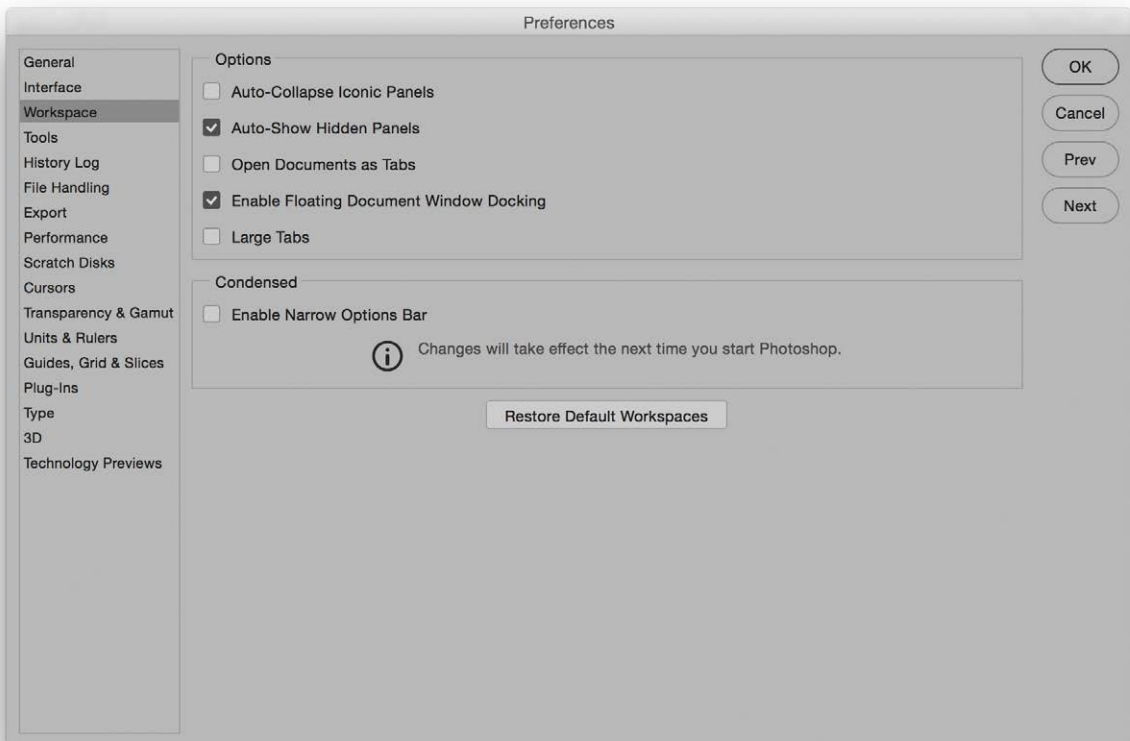 Preferences
General
Interface
Workspace
Tools
History Log
File Handling
Export
Performance
Scratch Disks
Cursors
Transparency & Gamut
Units & Rulers
Guides, Grid & Slices
Plug-Ins
Type
3D
Technology Previews
Options
Auto-Collapse Iconic Panels
Auto-Show Hidden Panels
Open Documents as Tabs
Enable Floating Document Window Docking
Large Tabs
Condensed
Enable Narrow Options Bar
Changes will take effect the next time you start Photoshop.
Restore Default Workspaces
OK
Cancel
Prev
Next